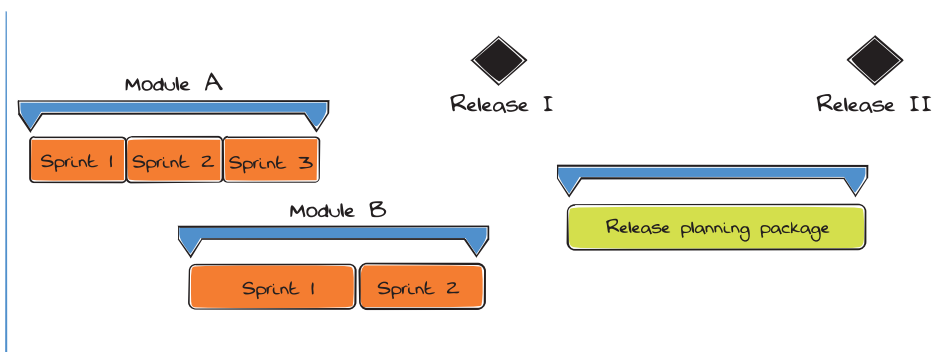 Module A
Release I
Release II
Sprint 1
Sprint 2
Sprint 3
Module B
Release planning package
Sprint 1
Sprint 2